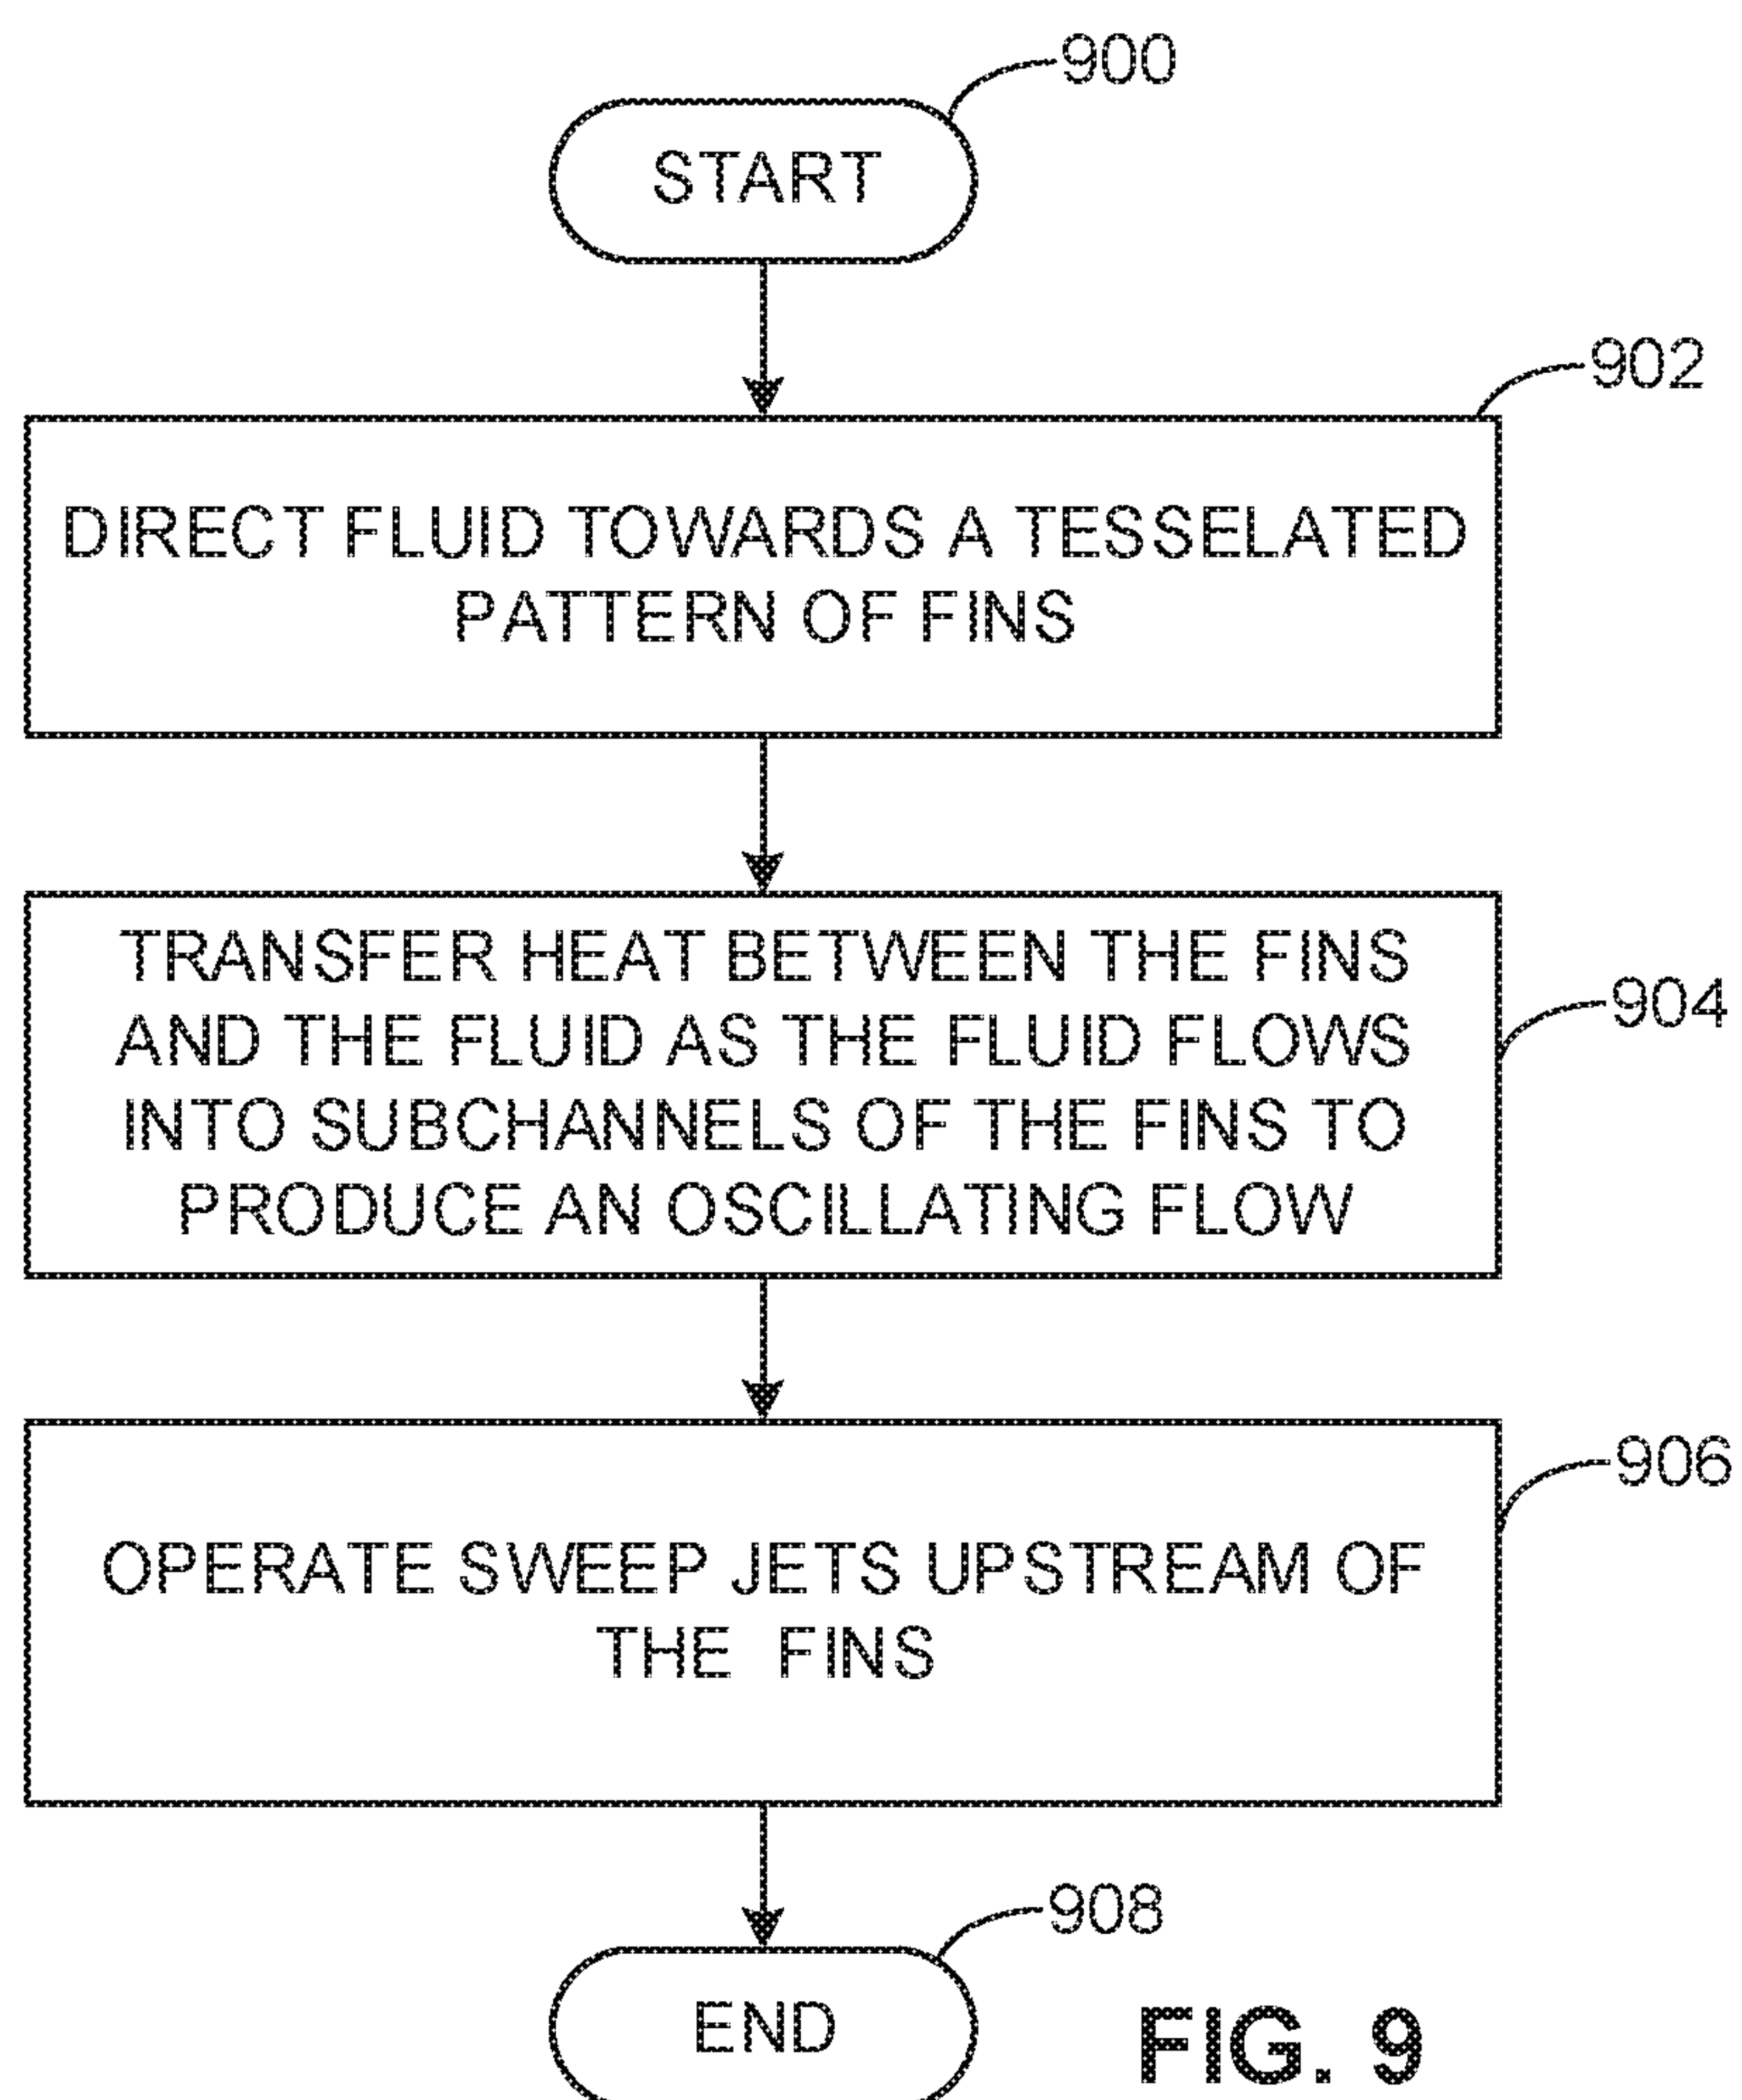 900
START
902
DIRECT FLUID TOWARDS A TESSELATED
PATTERN OF FINS
TRANSFER HEAT BETWEEN THE FINS
AND THE FLUID AS THE FLUID FLOWS
INTO SUBCHANNELS OF THE FINS TO
PRODUCE AN OSCILLATING FLOW
904
906
OPERATE SWEEP JETS UPSTREAM OF
THE FINS
908
END
FIG. 9